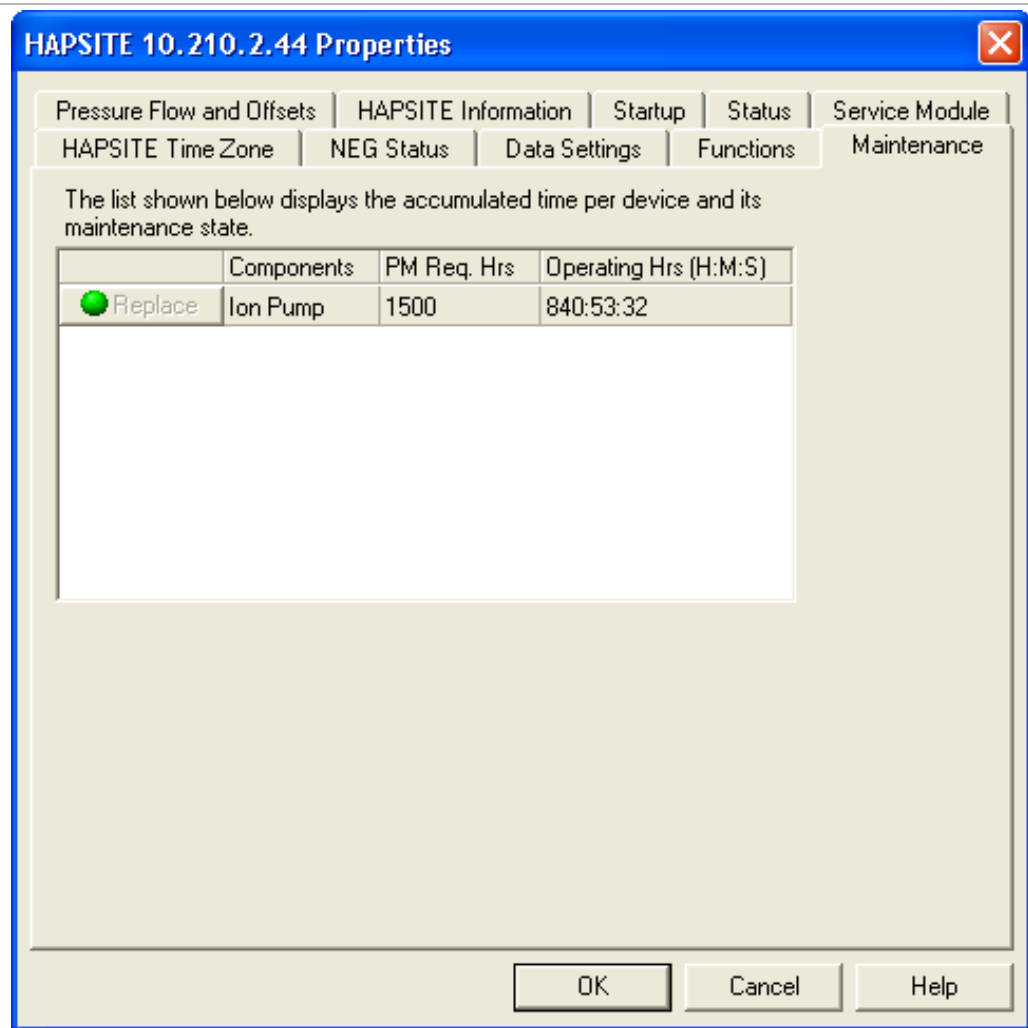 HAPSITE 10.210.2.44 Properties
Pressure Flow and Offsets HAPSITE Information Startup Status Service Module
HAPSITE Time Zone NEG Status Data Settings Functions Maintenance
The list shown below displays the accumulated time per device and its
maintenance state.
Components PM Req. Hrs Operating Hrs (H:M:S)
Replace Ion Pump 1500 840:53:32
OK Cancel Help